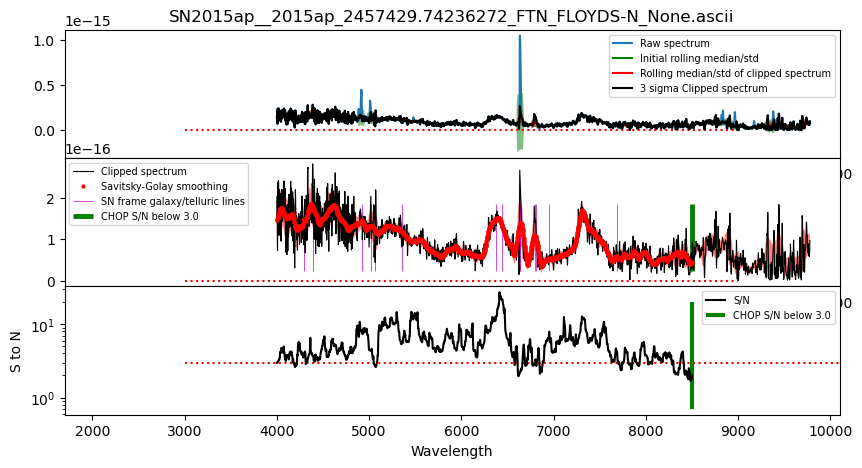 SN2015ap__2015ap_2457429.74236272_FTN_FLOYDS-N_None.ascii
1e−15
1.0
0.5
0.0
Raw spectrum
Initial rolling median/std
Rolling median/std of clipped spectrum
3 sigma Clipped spectrum
1e−16
2
1
0
Clipped spectrum
Savitsky-Golay smoothing
SN frame galaxy/telluric lines
CHOP S/N below 3.0
S to N
10¹
10⁰
S/N
CHOP S/N below 3.0
2000 3000 4000 5000 6000 7000 8000 9000 10000
Wavelength